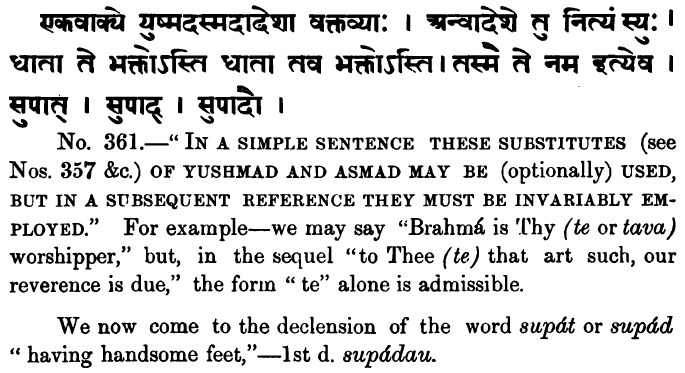 एकवाक्ये युष्मदस्मदादेशा वक्तव्याः । अन्वादेशे तु नित्यं स्युः ।
धाता ते भक्तोऽस्ति धाता तव भक्तोऽस्ति। तस्मै ते नम इत्येव ।
सुपात् । सुपाद् । सुपादौ ।
No. 361.—“ IN A SIMPLE SENTENCE THESE SUBSTITUTES (see
Nos. 357 &c.) OF YUSHMAD AND ASMAD MAY BE (optionally) USED,
BUT IN A SUBSEQUENT REFERENCE THEY MUST BE INVARIABLY EM-
PLOYED.” For example—we may say “Brahmá is Thy (te or tava)
worshipper,” but, in the sequel “to Thee (te) that art such, our
reverence is due,” the form “ te” alone is admissible.
We now come to the declension of the word supát or supád
“ having handsome feet,”—1st d. supádau.